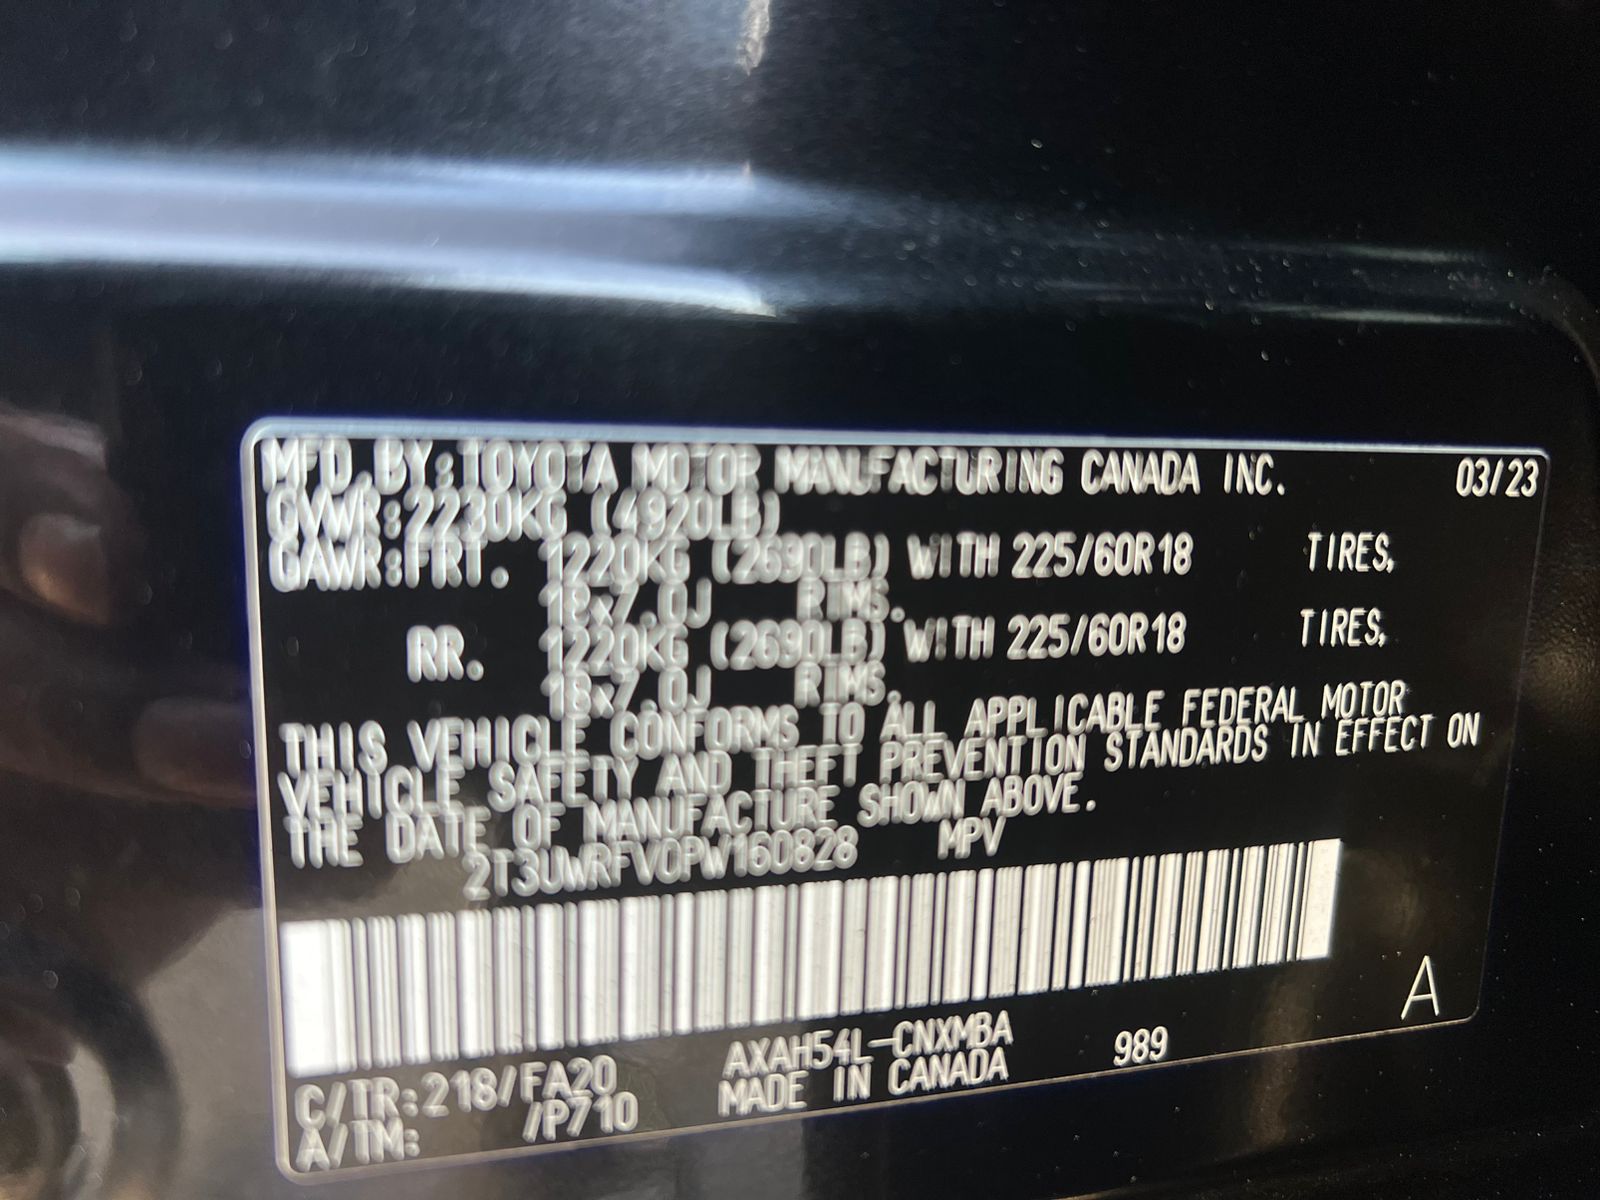 MFD.BY:TOYOTA MOTOR MANUFACTURING CANADA INC. 03/23
GVWR:2230KG (4920LB)
GAWR:FRT. 1220KG (2690LB) WITH 225/60R18 TIRES,
18x7.0J RIMS.
RR. 1220KG (2690LB) WITH 225/60R18 TIRES,
18x7.0J RIMS.
THIS VEHICLE CONFORMS TO ALL APPLICABLE FEDERAL MOTOR
VEHICLE SAFETY AND THEFT PREVENTION STANDARDS IN EFFECT ON
THE DATE OF MANUFACTURE SHOWN ABOVE.
2T3UWRFV0PW160828 MPV
A
C/TR:218/FA20 AXAH54L-CNXMBA 989
A/TM: /P710 MADE IN CANADA